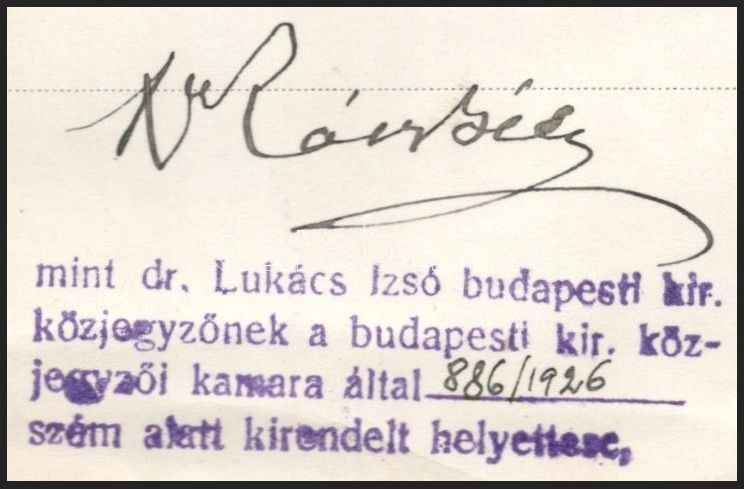 Dr
mint dr. Lukács Izsó budapesti kir.
közjegyzőnek a budapesti kir. köz-
jegyzői kamara által 886/1926
szám alatt kirendelt helyettese,